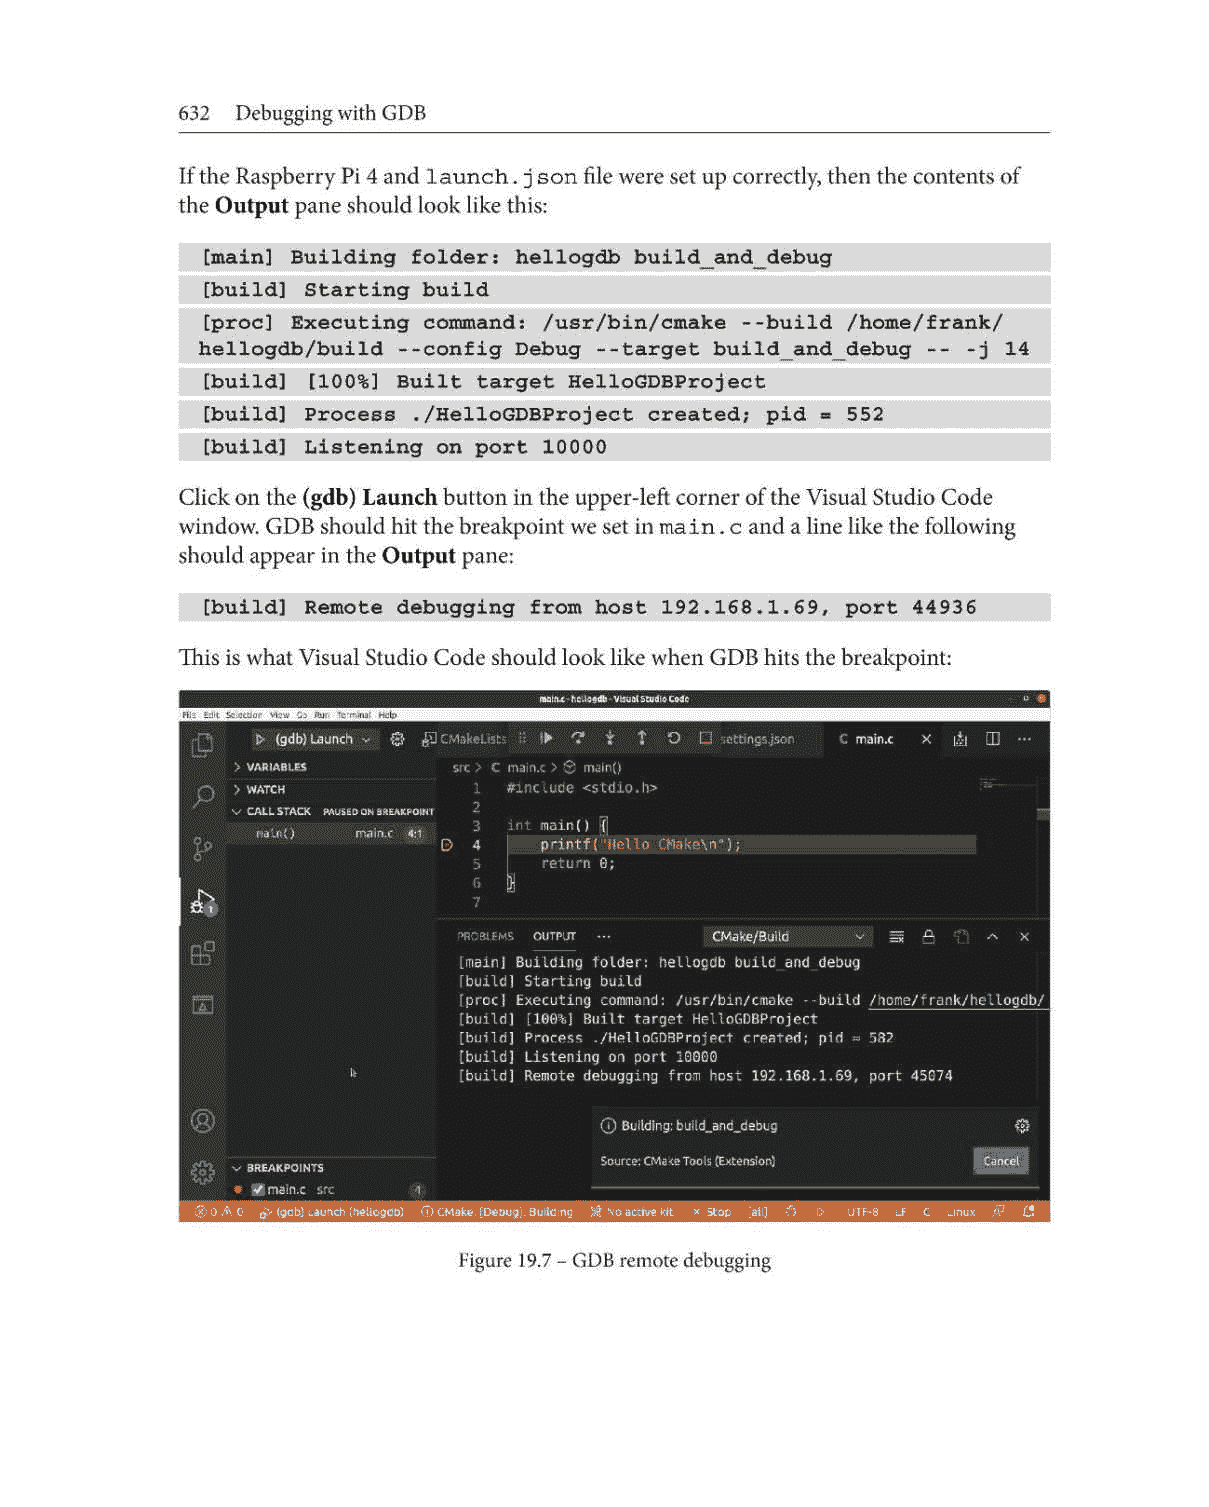 632 Debugging with GDB
If the Raspberry Pi 4 and launch.json file were set up correctly, then the contents of
the Output pane should look like this:
[main] Building folder: hellogdb build_and_debug
[build] Starting build
[proc] Executing command: /usr/bin/cmake --build /home/frank/
hellogdb/build --config Debug --target build_and_debug -- -j 14
[build] [100%] Built target HelloGDBProject
[build] Process ./HelloGDBProject created; pid = 552
[build] Listening on port 10000
Click on the (gdb) Launch button in the upper-left corner of the Visual Studio Code
window. GDB should hit the breakpoint we set in main.c and a line like the following
should appear in the Output pane:
[build] Remote debugging from host 192.168.1.69, port 44936
This is what Visual Studio Code should look like when GDB hits the breakpoint:
main.c - hellogdb - Visual Studio Code
File Edit Selection View Go Run Terminal Help
(gdb) Launch CMakeLists settings.json C main.c
VARIABLES
WATCH
CALL STACK PAUSED ON BREAKPOINT
main() main.c 4:1
src > C main.c > main()
1 #include <stdio.h>
2
3 int main() {
4 printf("Hello CMake\n");
5 return 0;
6 }
7
PROBLEMS OUTPUT ... CMake/Build
[main] Building folder: hellogdb build_and_debug
[build] Starting build
[proc] Executing command: /usr/bin/cmake --build /home/frank/hellogdb/
[build] [100%] Built target HelloGDBProject
[build] Process ./HelloGDBProject created; pid = 582
[build] Listening on port 10000
[build] Remote debugging from host 192.168.1.69, port 45074
Building: build_and_debug
Source: CMake Tools (Extension) Cancel
BREAKPOINTS
main.c src 4
0 0 (gdb) Launch (hellogdb) CMake: [Debug]: Building No active kit × Stop [all] UTF-8 LF C Linux
Figure 19.7 – GDB remote debugging